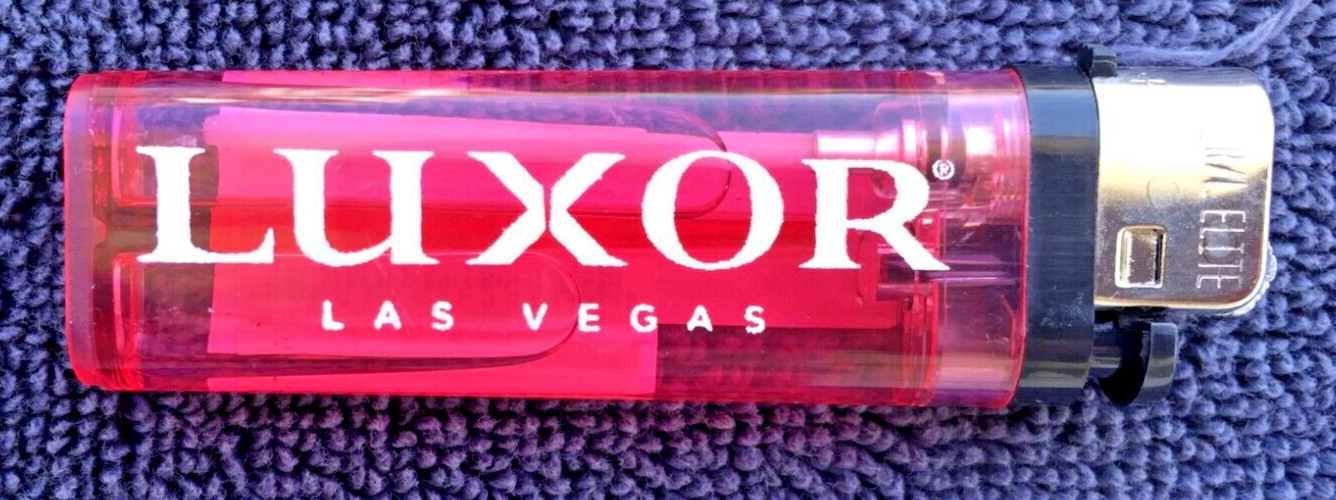 LUXOR®
LAS VEGAS
ELITE